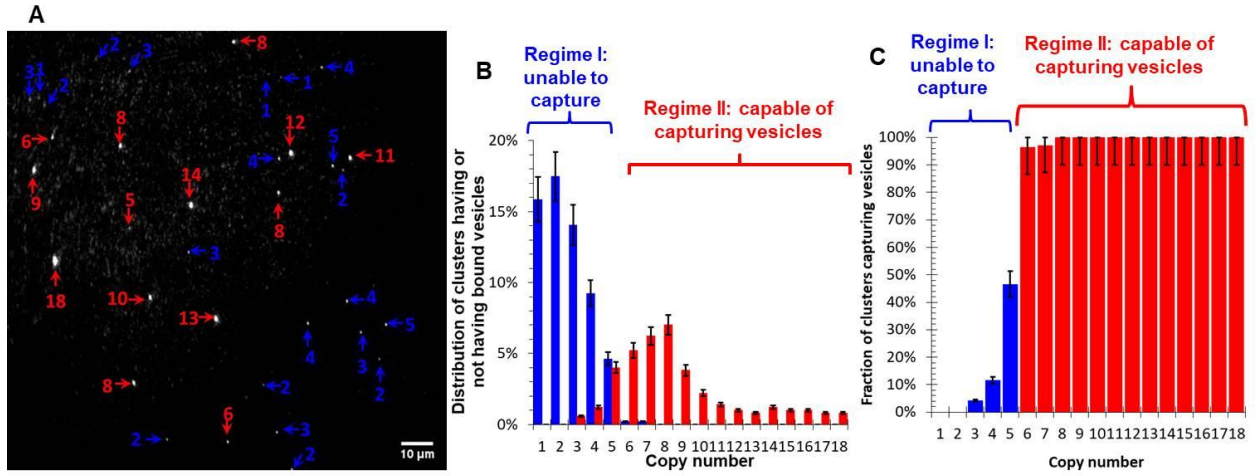 A
2
3
8
4
3
1
2
1
1
8
12
5
6
4
11
9
14
2
5
8
3
18
10
4
13
5
4
3
8
2
2
6
3
2
2
10 µm
B
Regime I:
unable to
capture
Regime II: capable of
capturing vesicles
Distribution of clusters having or
not having bound vesicles
20%
15%
10%
5%
0%
1 2 3 4 5 6 7 8 9 10 11 12 13 14 15 16 17 18
Copy number
C
Regime I:
unable to
capture
Regime II: capable of
capturing vesicles
Fraction of clusters capturing vesicles
100%
90%
80%
70%
60%
50%
40%
30%
20%
10%
0%
1 2 3 4 5 6 7 8 9 10 11 12 13 14 15 16 17 18
Copy number